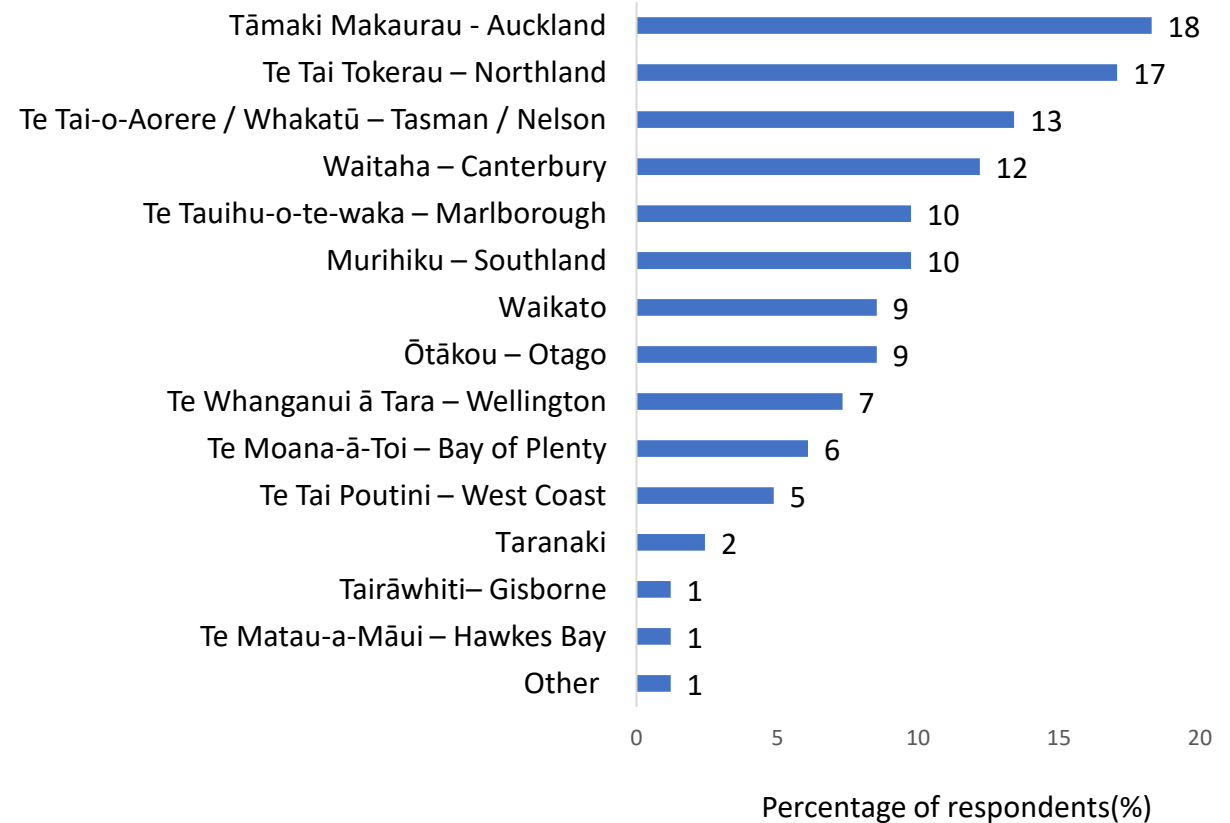 Tāmaki Makaurau - Auckland 18
Te Tai Tokerau – Northland 17
Te Tai-o-Aorere / Whakatū – Tasman / Nelson 13
Waitaha – Canterbury 12
Te Tauihu-o-te-waka – Marlborough 10
Murihiku – Southland 10
Waikato 9
Ōtākou – Otago 9
Te Whanganui ā Tara – Wellington 7
Te Moana-ā-Toi – Bay of Plenty 6
Te Tai Poutini – West Coast 5
Taranaki 2
Tairāwhiti– Gisborne 1
Te Matau-a-Māui – Hawkes Bay 1
Other 1
0 5 10 15 20
Percentage of respondents(%)